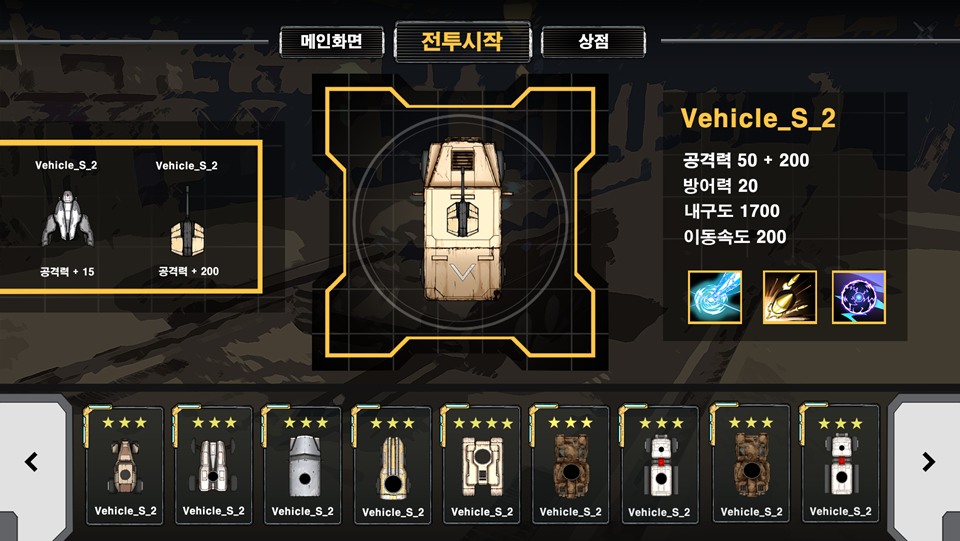 메인화면
전투시작
상점
Vehicle_S_2
Vehicle_S_2
공격력 + 15
공격력 + 200
Vehicle_S_2
공격력 50 + 200
방어력 20
내구도 1700
이동속도 200
Vehicle_S_2
Vehicle_S_2
Vehicle_S_2
Vehicle_S_2
Vehicle_S_2
Vehicle_S_2
Vehicle_S_2
Vehicle_S_2
Vehicle_S_2